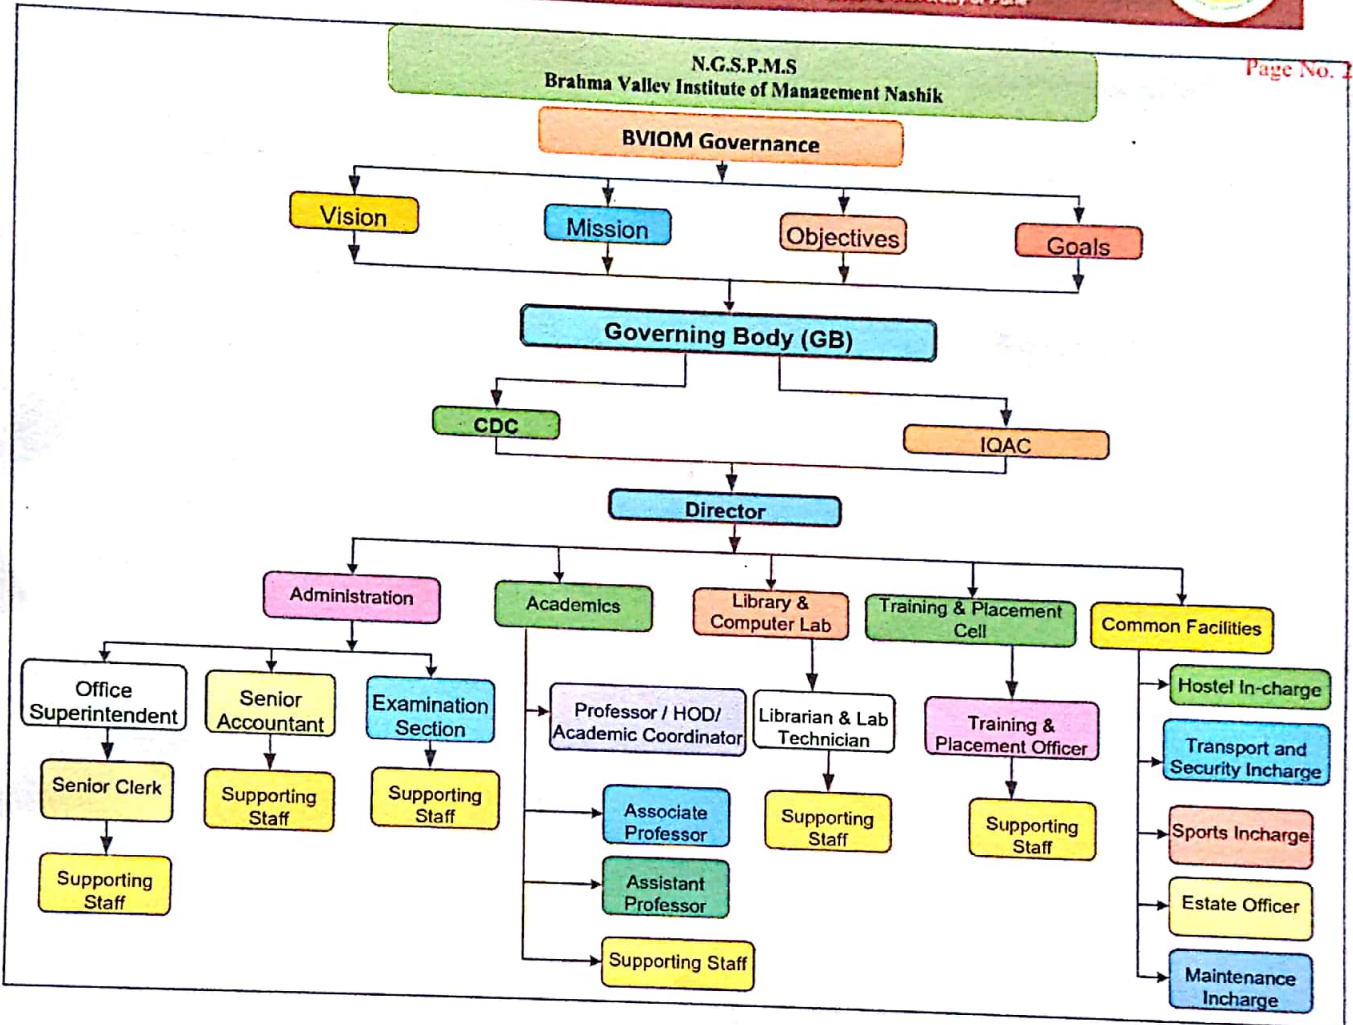 Page No. 2
N.G.S.P.M.S
Brahma Valley Institute of Management Nashik
BVIOM Governance
Vision
Mission
Objectives
Goals
Governing Body (GB)
CDC
IQAC
Director
Administration
Academics
Library &
Computer Lab
Training & Placement
Cell
Common Facilities
Office
Superintendent
Senior
Accountant
Examination
Section
Professor / HOD/
Academic Coordinator
Librarian & Lab
Technician
Training &
Placement Officer
Hostel In-charge
Transport and
Security Incharge
Senior Clerk
Supporting
Staff
Supporting
Staff
Associate
Professor
Supporting
Staff
Supporting
Staff
Sports Incharge
Supporting
Staff
Assistant
Professor
Estate Officer
Supporting Staff
Maintenance
Incharge